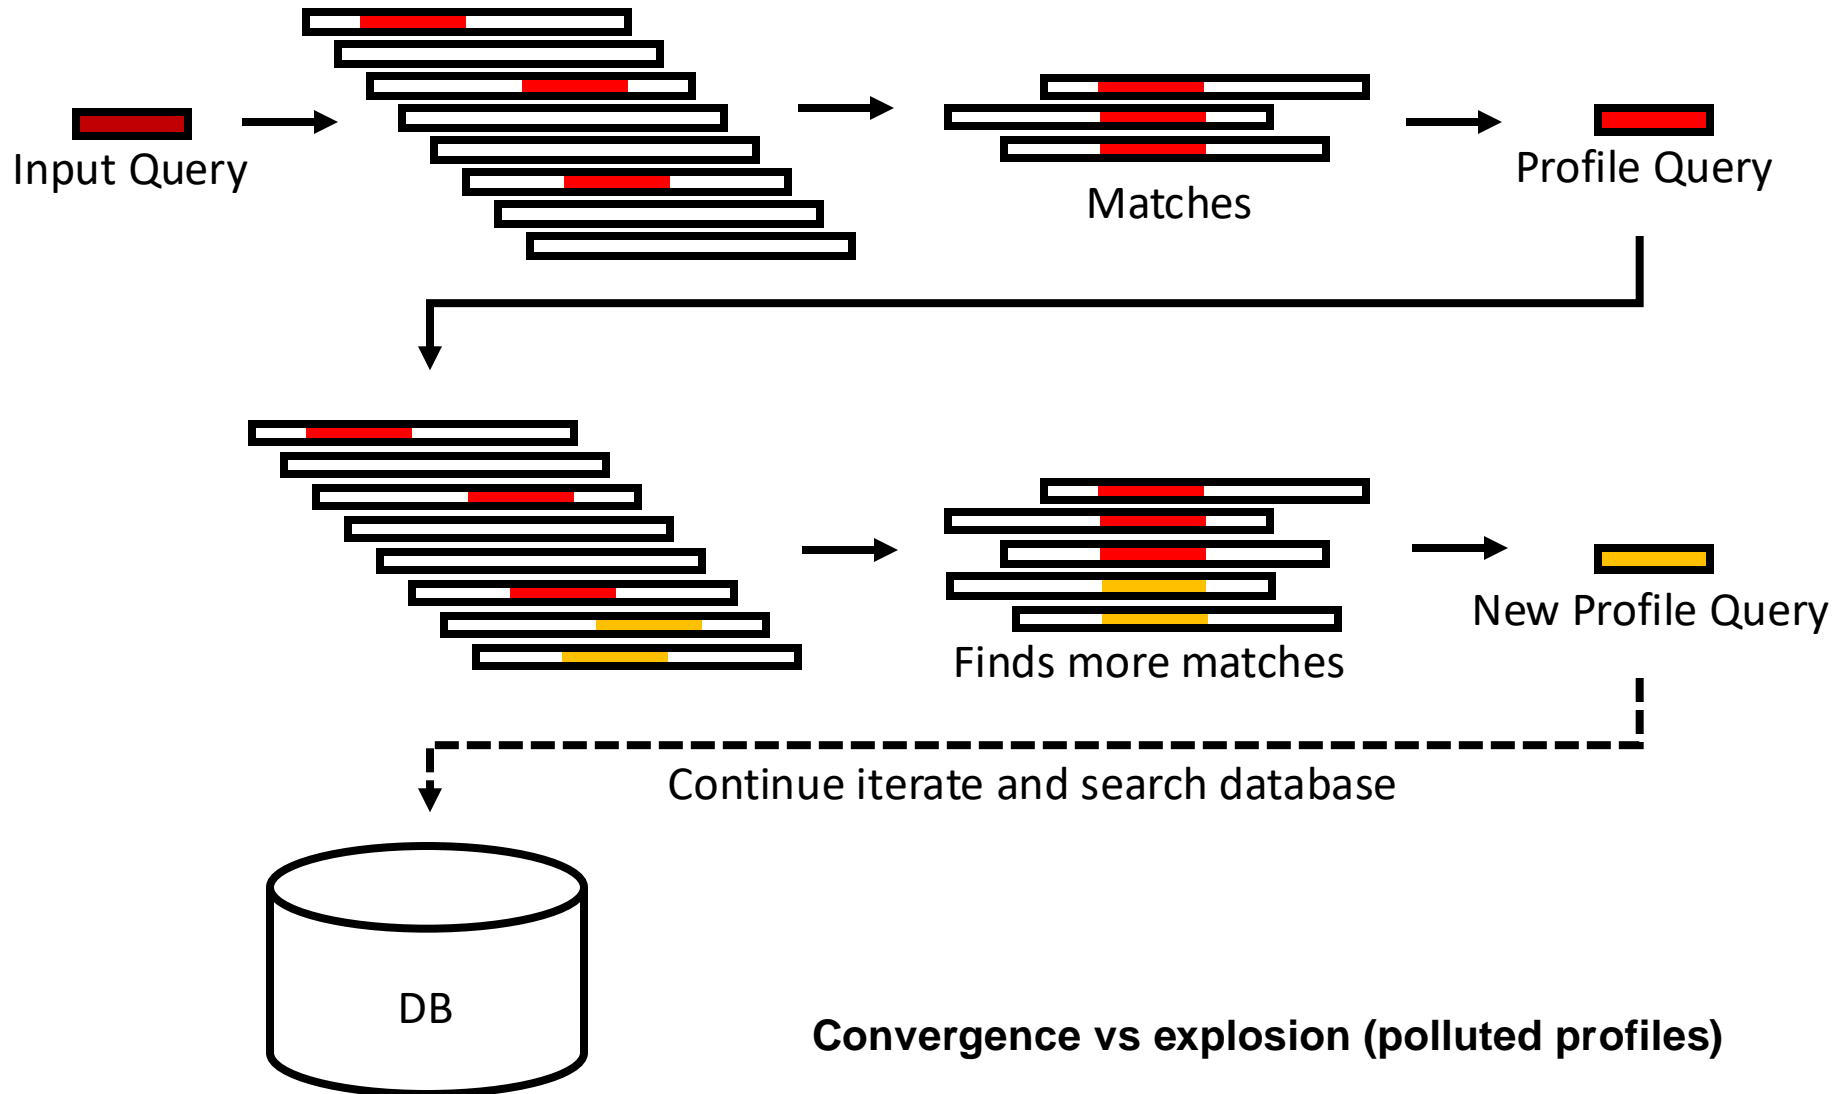 Input Query
Matches
Profile Query
Finds more matches
New Profile Query
Continue iterate and search database
DB
Convergence vs explosion (polluted profiles)